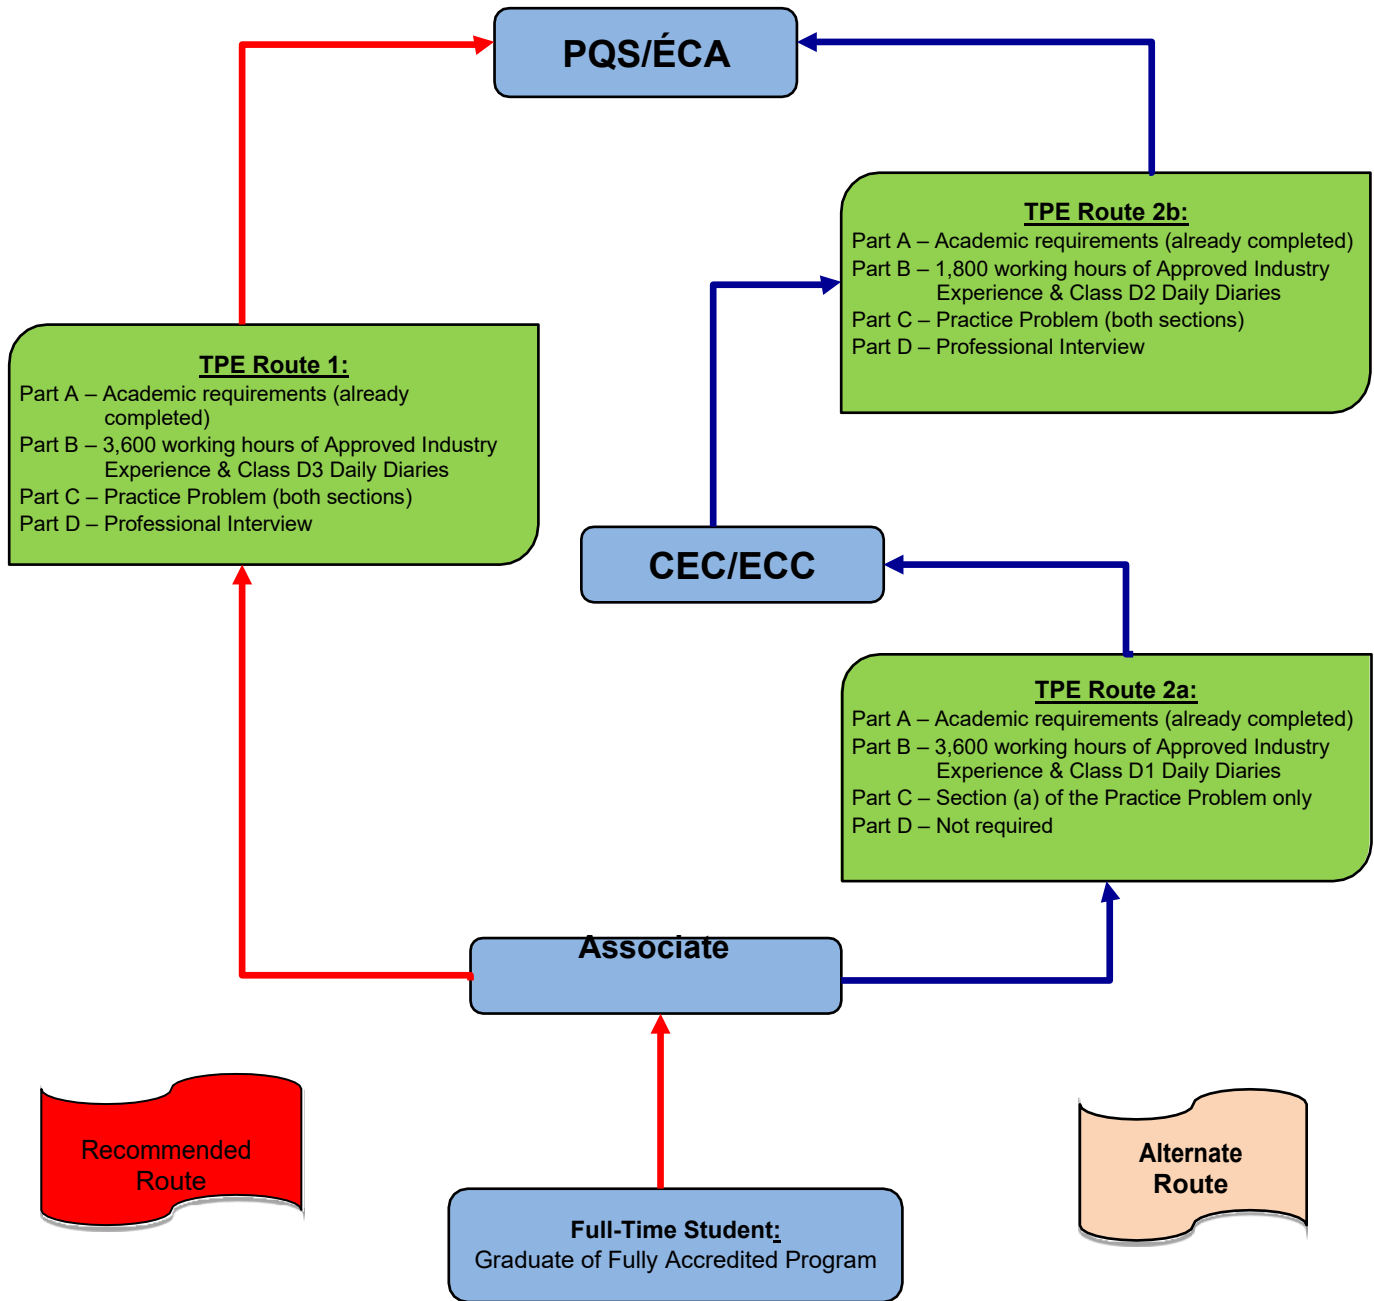 PQS/ÉCA
TPE Route 2b:
Part A – Academic requirements (already completed)
Part B – 1,800 working hours of Approved Industry
Experience & Class D2 Daily Diaries
Part C – Practice Problem (both sections)
Part D – Professional Interview
TPE Route 1:
Part A – Academic requirements (already
completed)
Part B – 3,600 working hours of Approved Industry
Experience & Class D3 Daily Diaries
Part C – Practice Problem (both sections)
Part D – Professional Interview
CEC/ECC
TPE Route 2a:
Part A – Academic requirements (already completed)
Part B – 3,600 working hours of Approved Industry
Experience & Class D1 Daily Diaries
Part C – Section (a) of the Practice Problem only
Part D – Not required
Associate
Recommended
Route
Alternate
Route
Full-Time Student:
Graduate of Fully Accredited Program